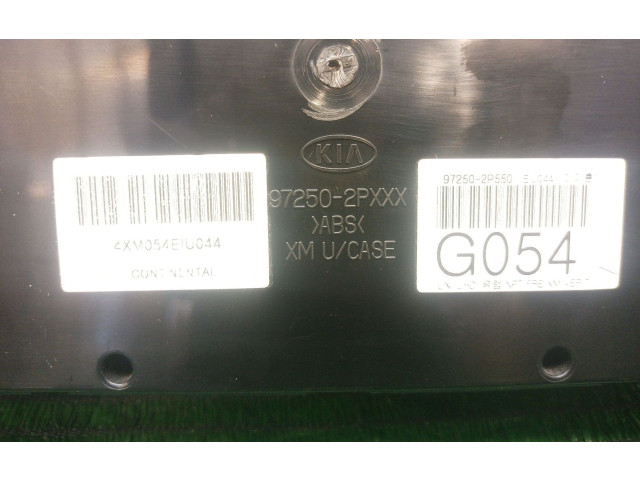 KIA
97250-2PXXX
>ABS<
XM U/CASE
4XM054EIU044
CONTINENTAL
97250-2P550
G054